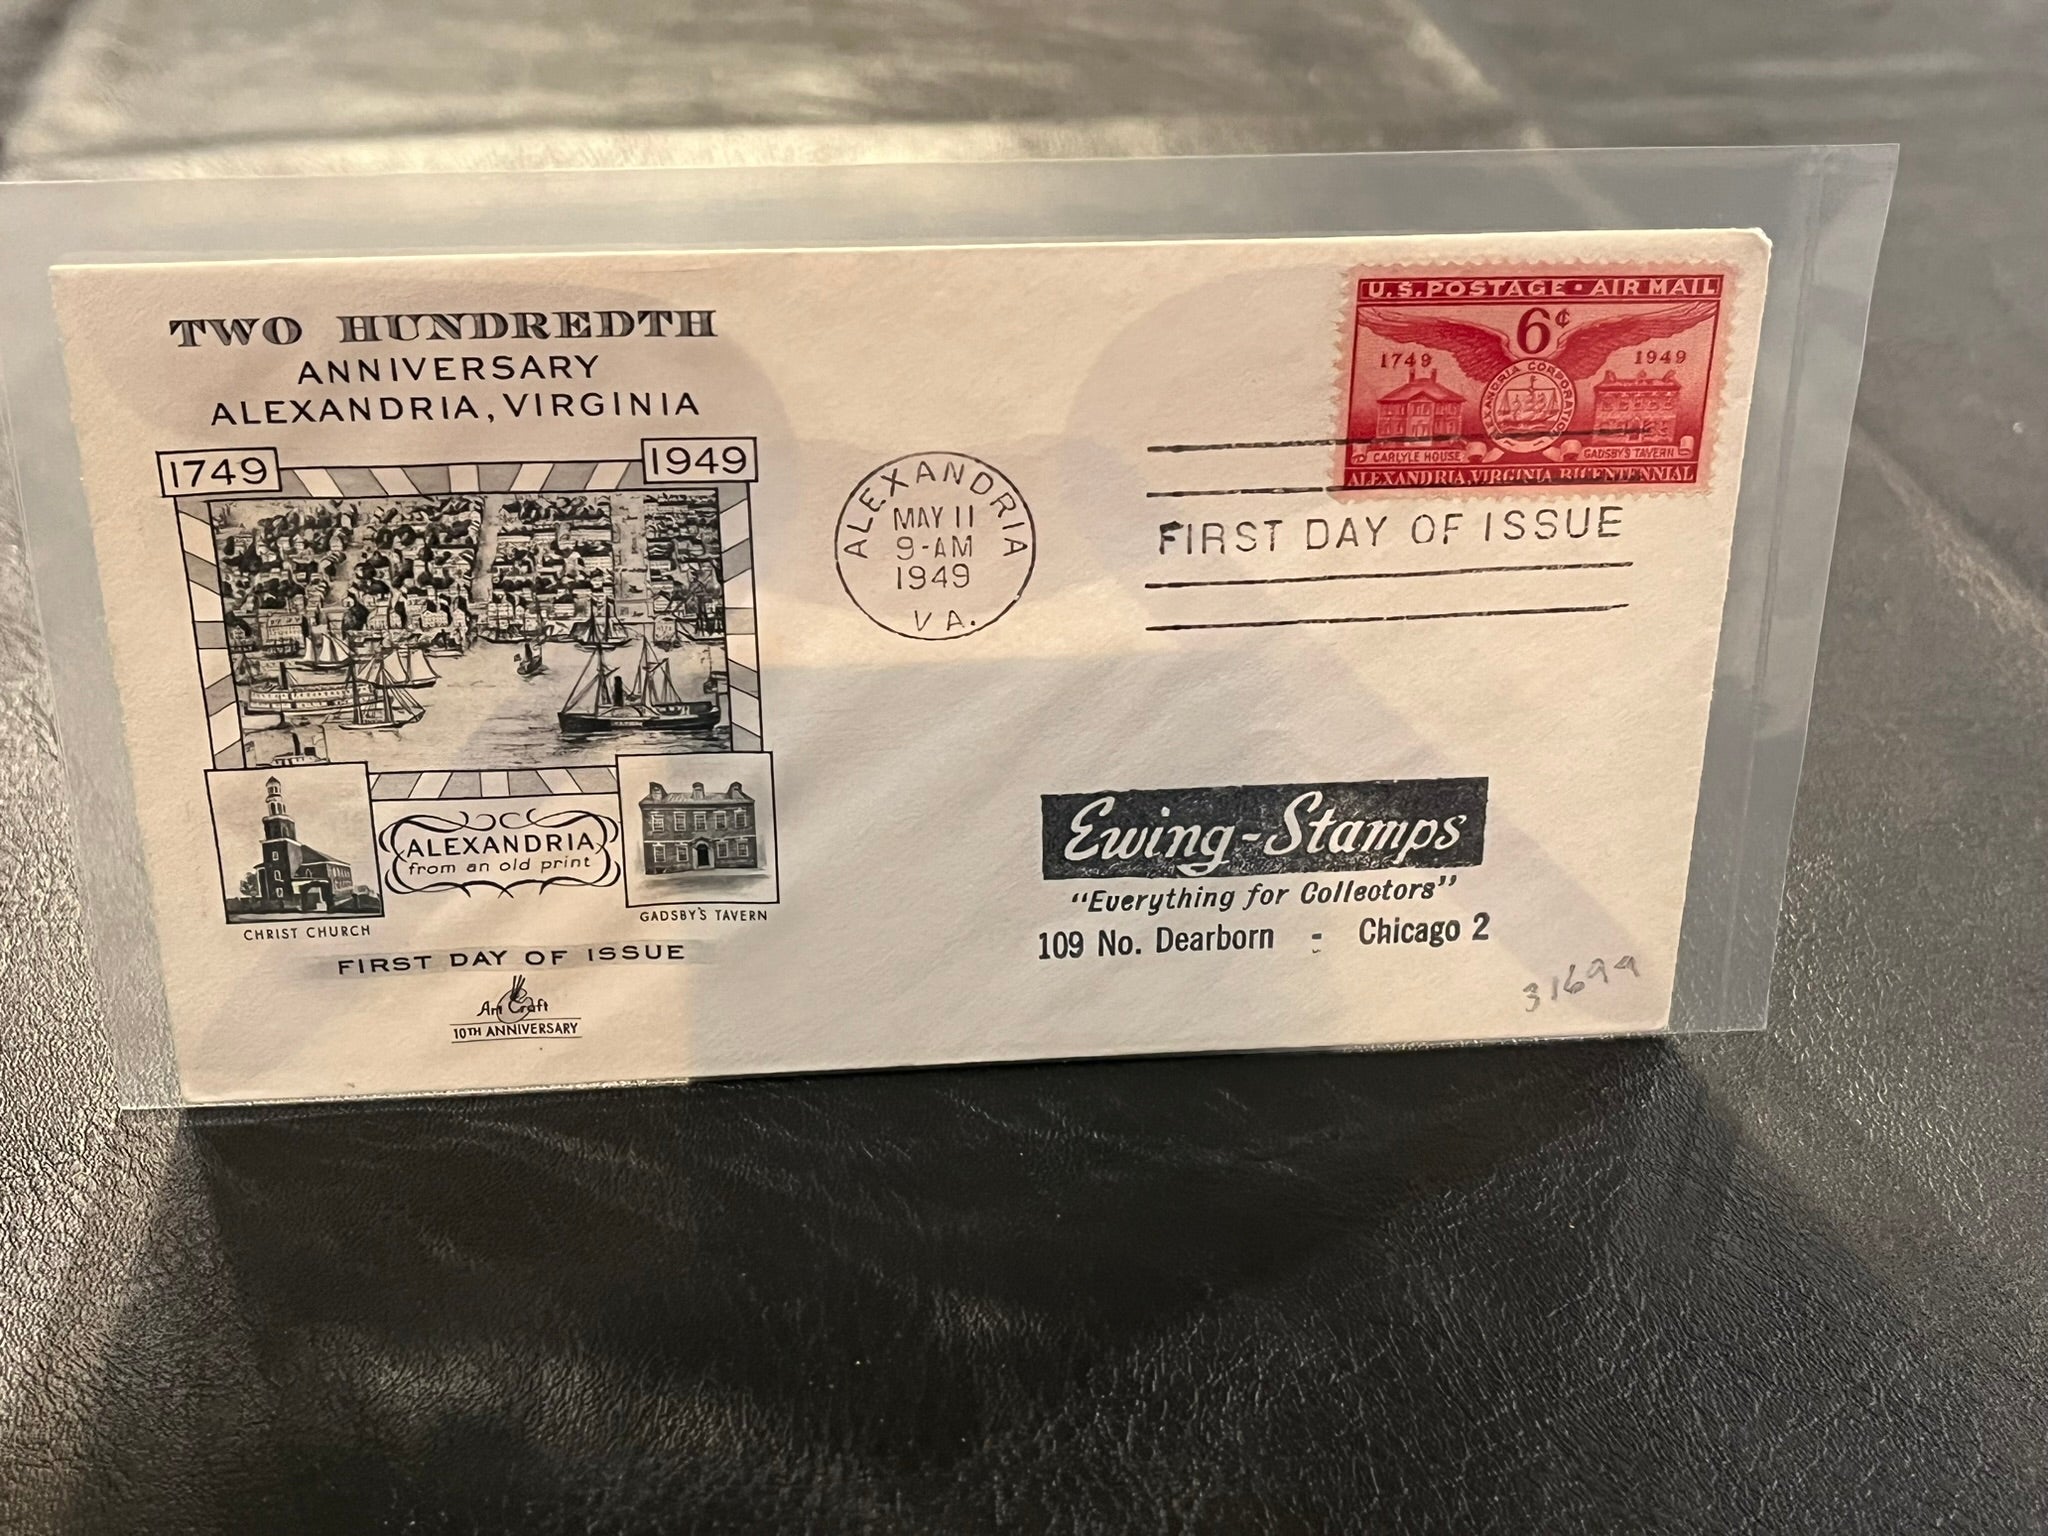 TWO HUNDREDTH
ANNIVERSARY
ALEXANDRIA, VIRGINIA
1749
1949
ALEXANDRIA
from an old print
CHRIST CHURCH
GADSBY'S TAVERN
FIRST DAY OF ISSUE
Art Craft
10TH ANNIVERSARY
ALEXANDRIA
MAY 11
9-AM
1949
VA.
U.S. POSTAGE • AIR MAIL
6¢
1749
1949
ALEXANDRIA CORPORATION
CARLYLE HOUSE
GADSBY'S TAVERN
ALEXANDRIA, VIRGINIA BICENTENNIAL
FIRST DAY OF ISSUE
Ewing-Stamps
"Everything for Collectors"
109 No. Dearborn - Chicago 2
31699